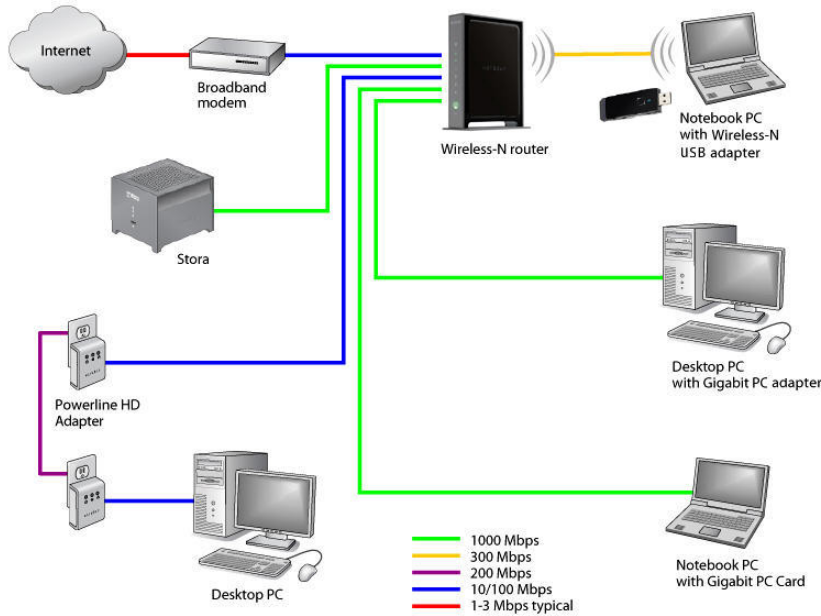 Internet
Broadband
modem
NETGEAR
Wireless-N router
Notebook PC
with Wireless-N
USB adapter
Stora
Desktop PC
with Gigabit PC adapter
Powerline HD
Adapter
Desktop PC
Notebook PC
with Gigabit PC Card
1000 Mbps
300 Mbps
200 Mbps
10/100 Mbps
1-3 Mbps typical